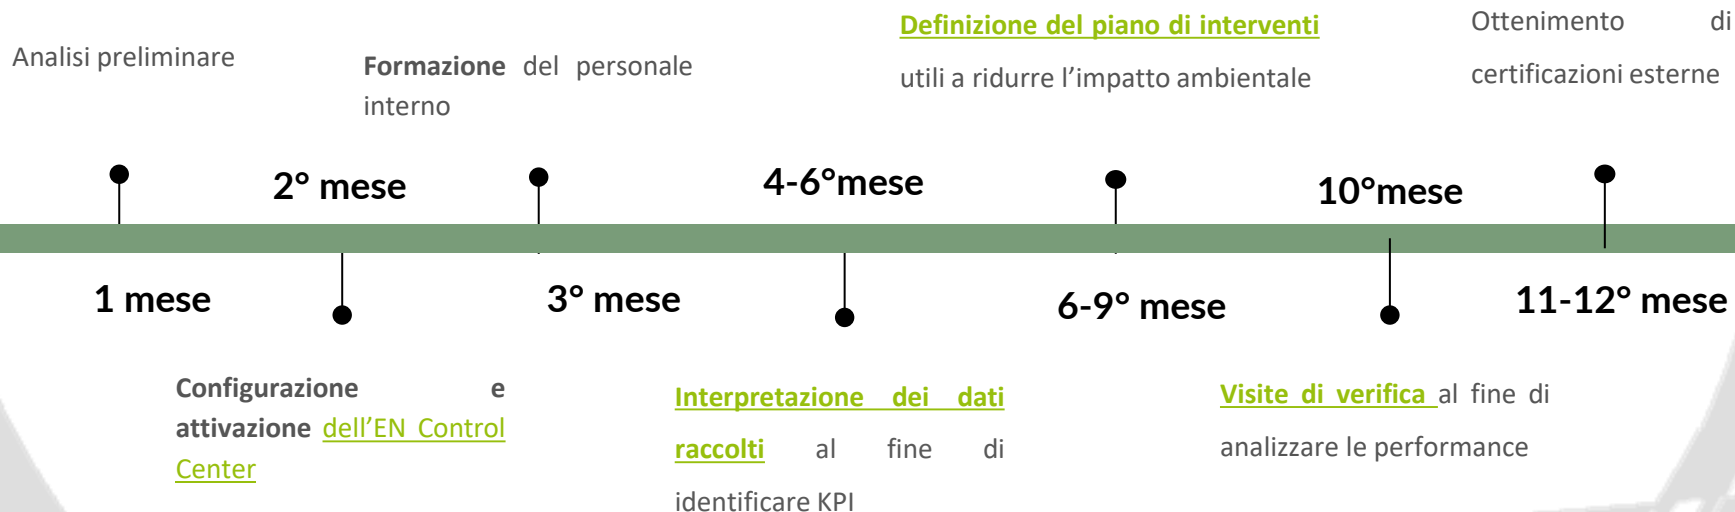 Analisi preliminare
Formazione del personale
interno
Definizione del piano di interventi
utili a ridurre l’impatto ambientale
Ottenimento di
certificazioni esterne
2° mese
4-6°mese
10°mese
1 mese
3° mese
6-9° mese
11-12° mese
Configurazione e
attivazione dell’EN Control
Center
Interpretazione dei dati
raccolti al fine di
identificare KPI
Visite di verifica al fine di
analizzare le performance